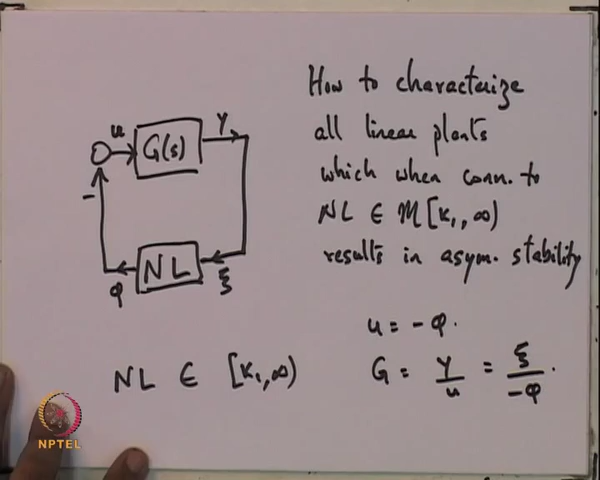 How to characterize
all linear plants
which when conn. to
NL ∈ M[K₁,∞)
results in asym. stability
u
G(s)
y
-
NL
φ
ξ
u = -φ.
NL ∈ [K₁,∞)
G = y/u = ξ/-φ.
NPTEL